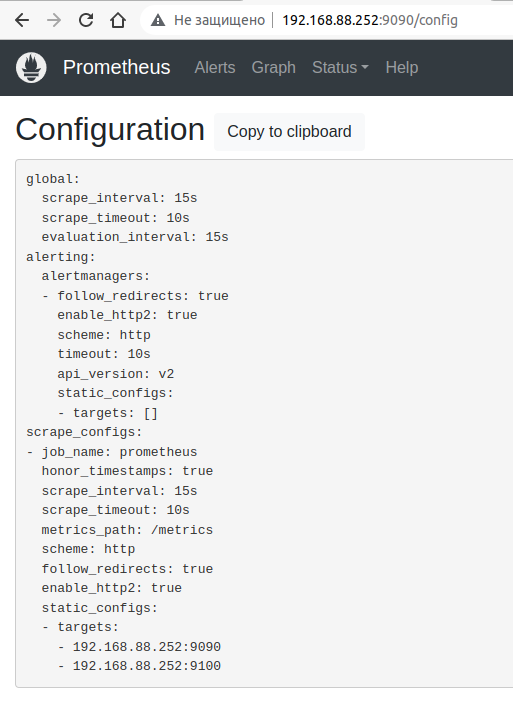 Не защищено 192.168.88.252:9090/config
Prometheus Alerts Graph Status Help
Configuration Copy to clipboard
global:
  scrape_interval: 15s
  scrape_timeout: 10s
  evaluation_interval: 15s
alerting:
  alertmanagers:
  - follow_redirects: true
    enable_http2: true
    scheme: http
    timeout: 10s
    api_version: v2
    static_configs:
    - targets: []
scrape_configs:
- job_name: prometheus
  honor_timestamps: true
  scrape_interval: 15s
  scrape_timeout: 10s
  metrics_path: /metrics
  scheme: http
  follow_redirects: true
  enable_http2: true
  static_configs:
  - targets:
    - 192.168.88.252:9090
    - 192.168.88.252:9100